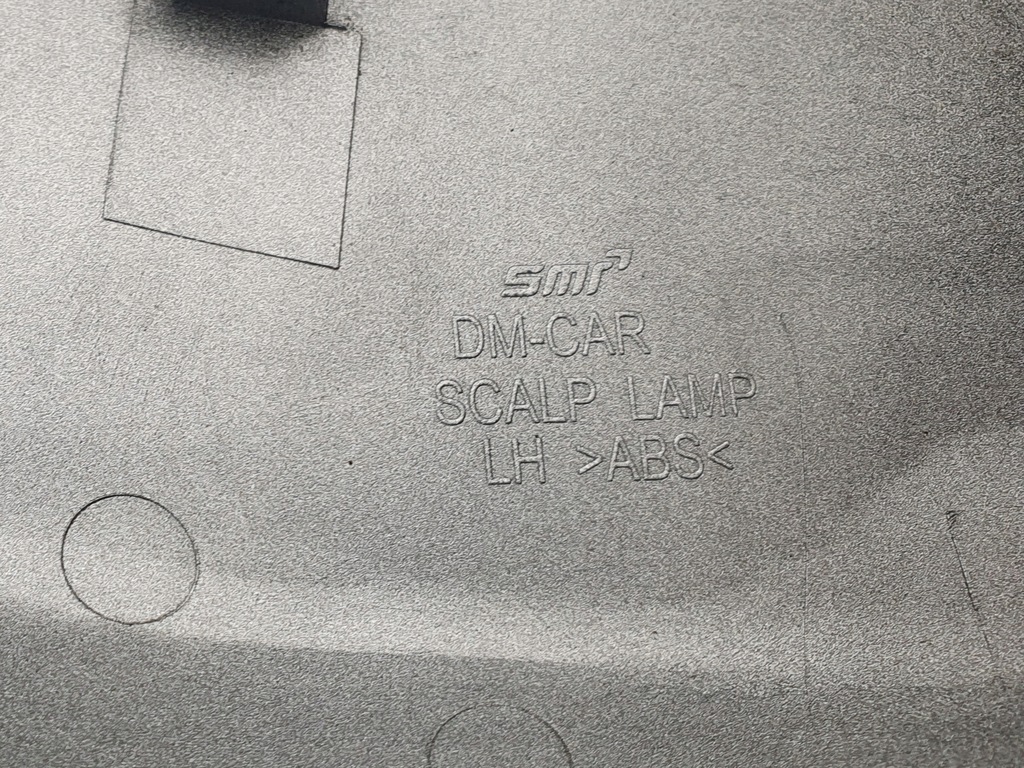 smr
DM-CAR
SCALP LAMP
LH >ABS<